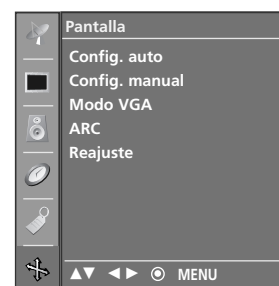 Pantalla
Config. auto
Config. manual
Modo VGA
ARC
Reajuste
▲▼ ◄► ◉ MENU